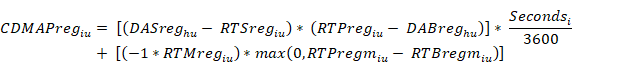 CDMAPreg_iu = [(DASreg_hu − RTSreg_iu) * (RTPreg_iu − DABreg_hu)] * Seconds_i / 3600
+ [(−1 * RTMreg_iu) * max(0, RTPregm_iu − RTBregm_iu)]